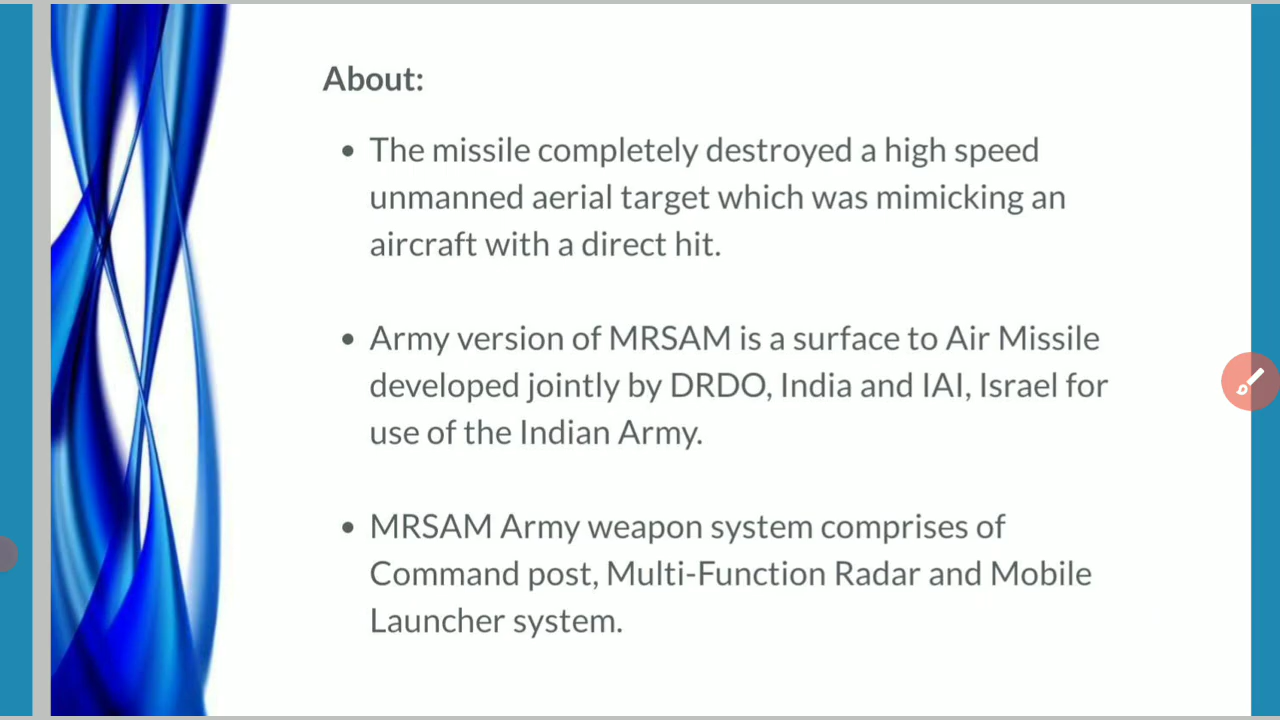 About:
• The missile completely destroyed a high speed
unmanned aerial target which was mimicking an
aircraft with a direct hit.
• Army version of MRSAM is a surface to Air Missile
developed jointly by DRDO, India and IAI, Israel for
use of the Indian Army.
• MRSAM Army weapon system comprises of
Command post, Multi-Function Radar and Mobile
Launcher system.